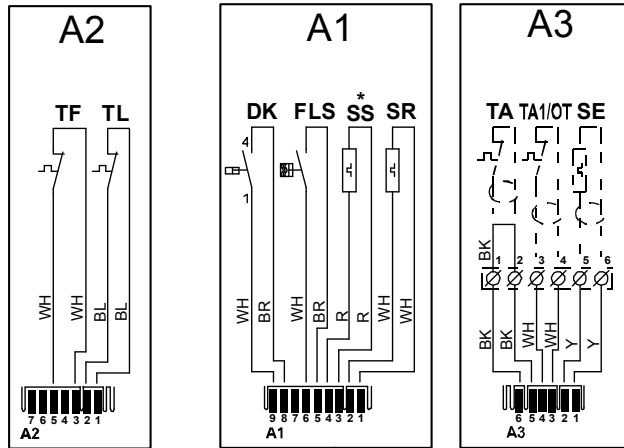 A2
TF TL
WH WH BL BL
7 6 5 4 3 2 1
A2
A1
*
DK FLS SS SR
4
1
WH BR WH BR R R WH WH
9 8 7 6 5 4 3 2 1
A1
A3
TA TA1/OT SE
BK
1 2 3 4 5 6
BK BK WH WH Y Y
6 5 4 3 2 1
A3